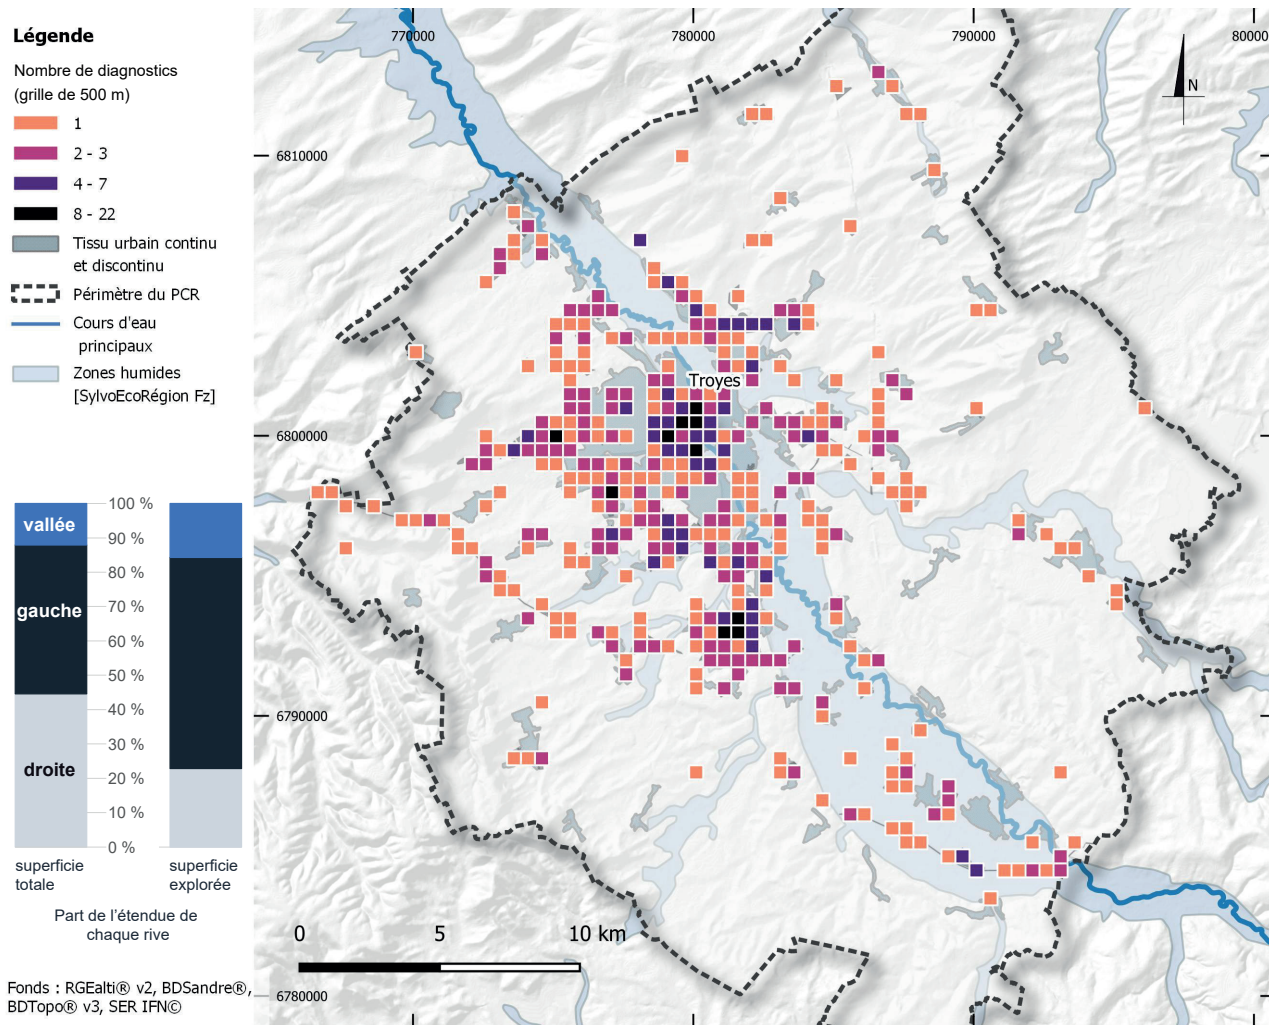 Légende
Nombre de diagnostics
(grille de 500 m)
1
2 - 3
4 - 7
8 - 22
Tissu urbain continu
et discontinu
Périmètre du PCR
Cours d'eau
principaux
Zones humides
[SylvoEcoRégion Fz]
100 %
90 %
80 %
70 %
60 %
50 %
40 %
30 %
20 %
10 %
0 %
vallée
gauche
droite
superficie
totale
superficie
explorée
Part de l'étendue de
chaque rive
Fonds : RGEalti® v2, BDSandre®,
BDTopo® v3, SER IFN©
770000
780000
790000
800000
N
6810000
6800000
6790000
6780000
Troyes
0 5 10 km